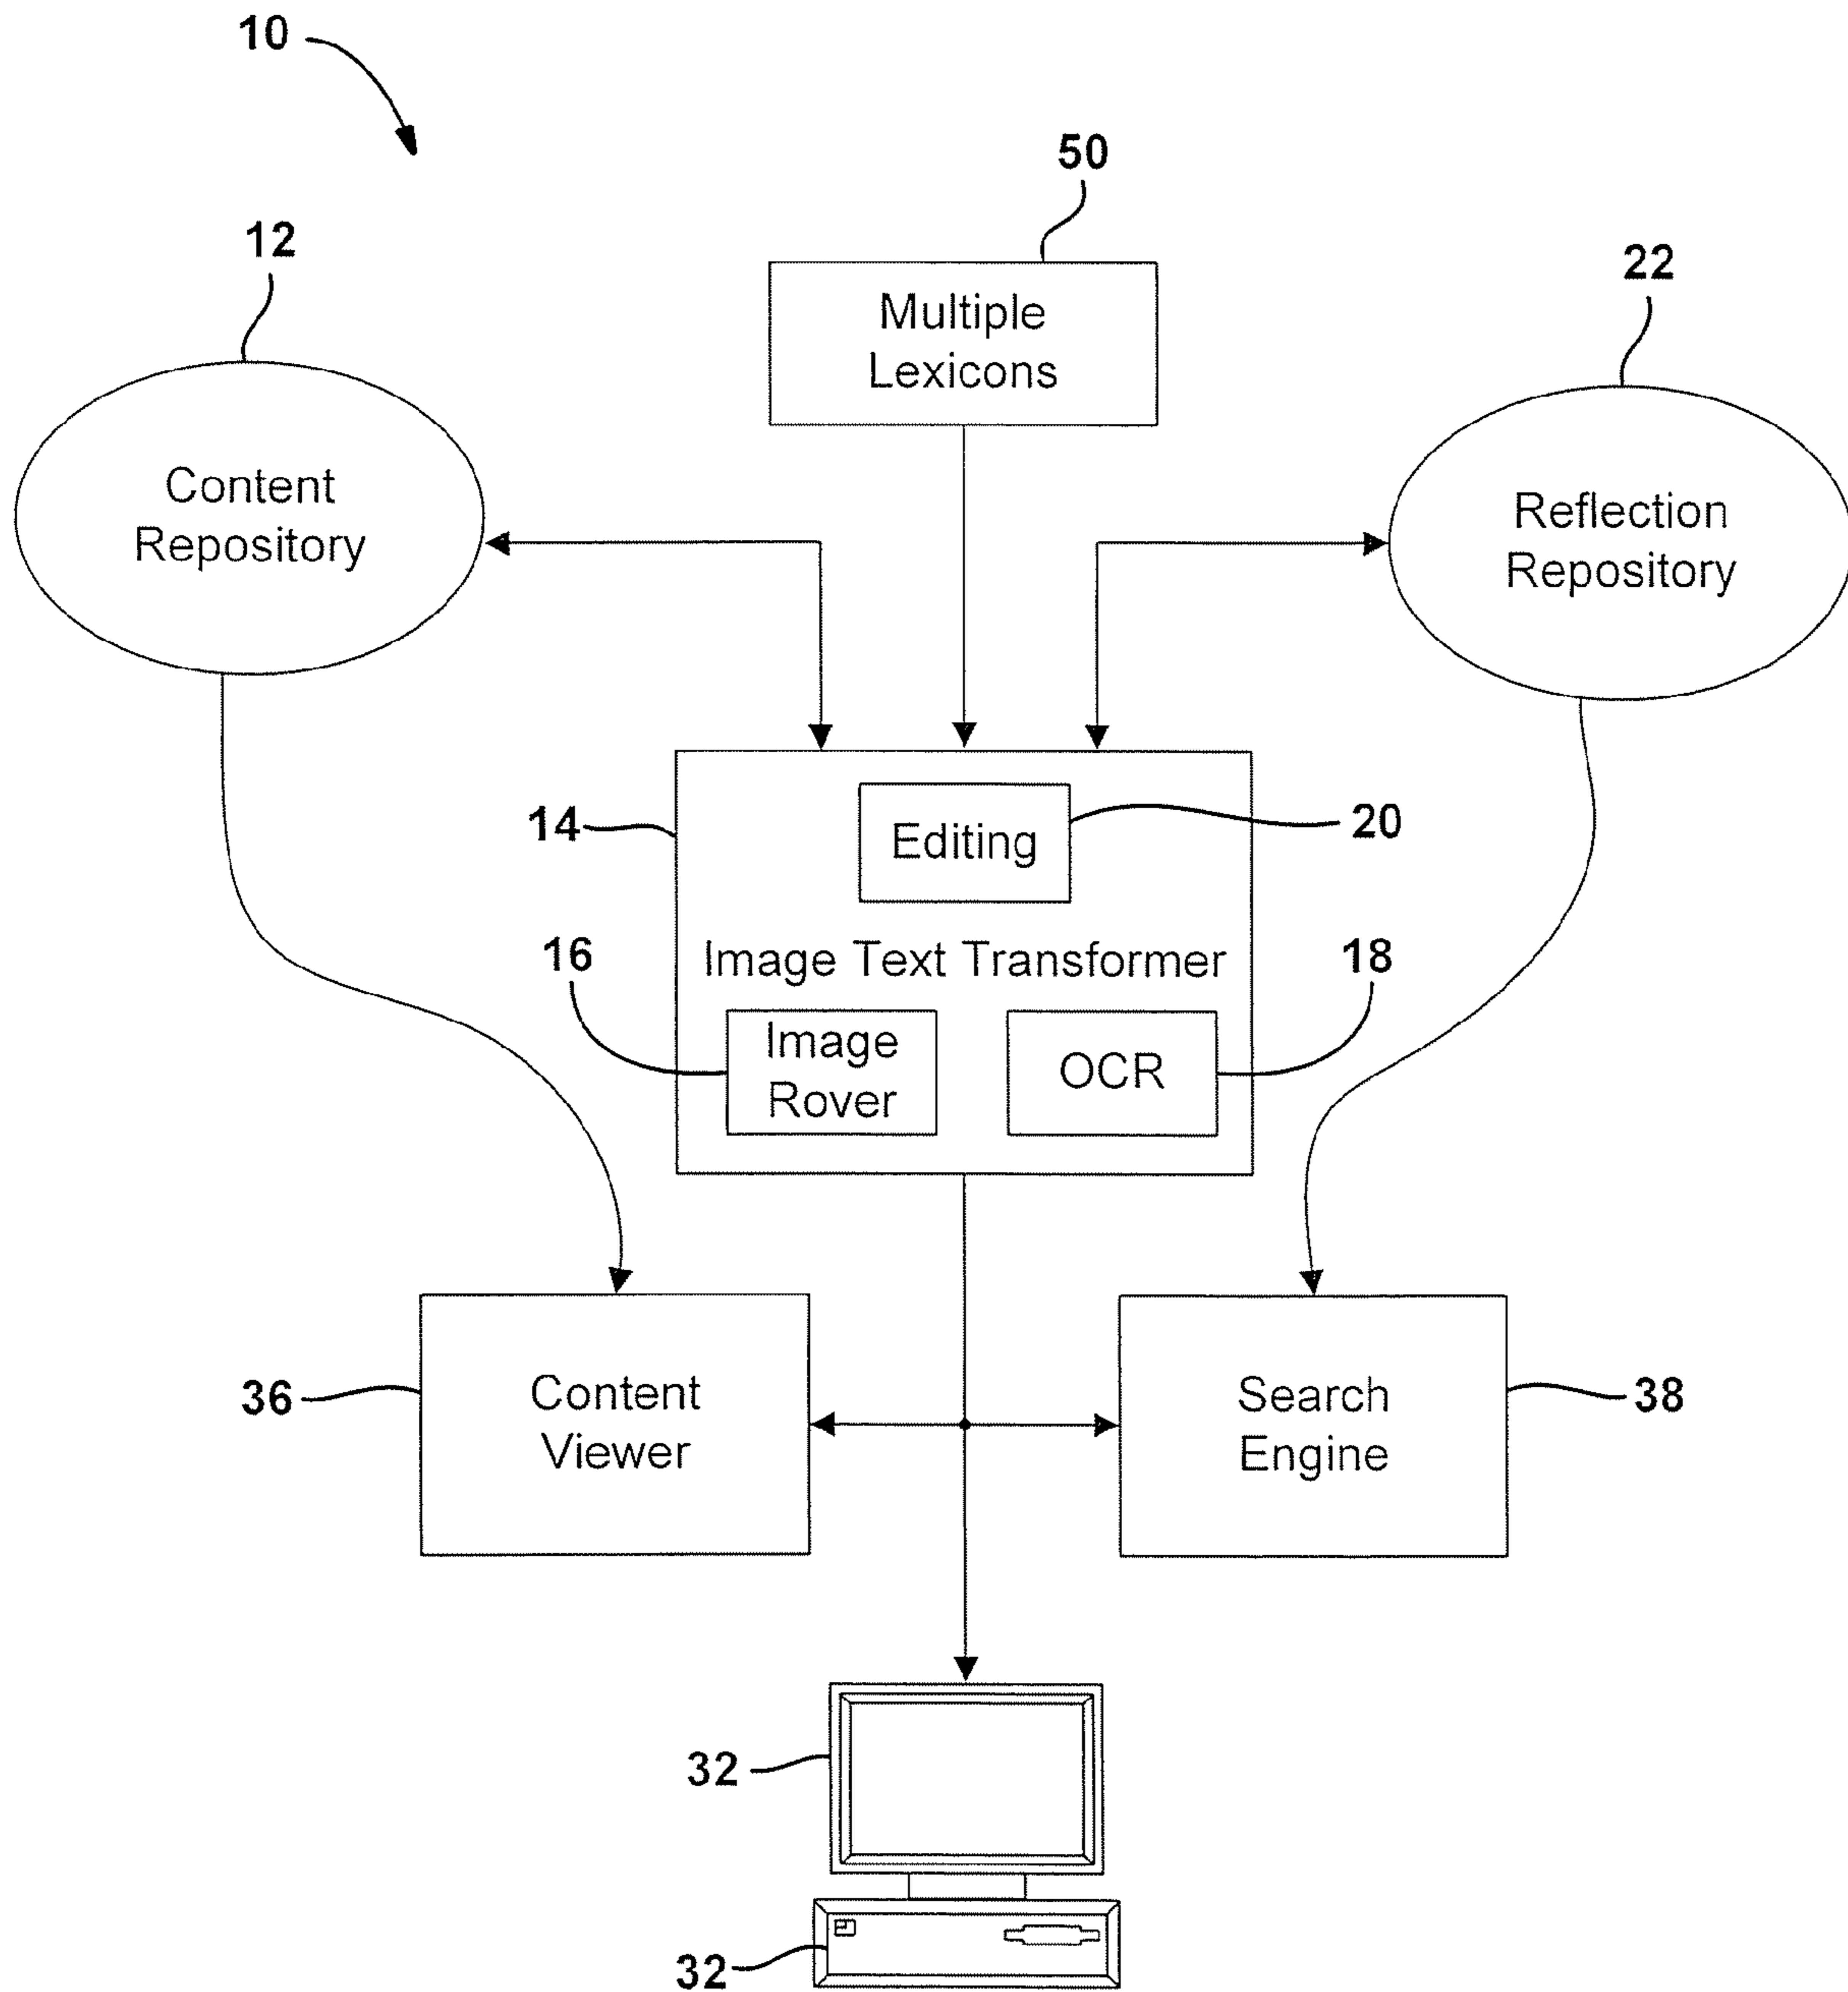 10
50
12
22
Multiple
Lexicons
Content
Repository
Reflection
Repository
14
Editing
20
16
Image Text Transformer
18
Image
Rover
OCR
36
Content
Viewer
Search
Engine
38
32
32